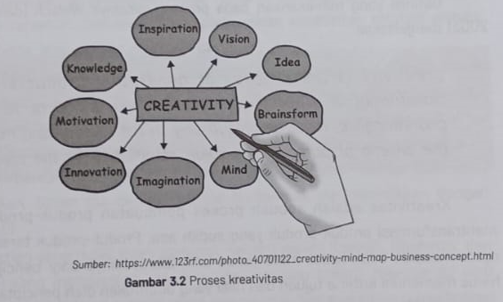 Inspiration
Vision
Idea
Knowledge
CREATIVITY
Brainsform
Motivation
Innovation
Imagination
Mind
Sumber: https://www.123rf.com/photo_40701122_creativity-mind-map-business-concept.html
Gambar 3.2 Proses kreativitas